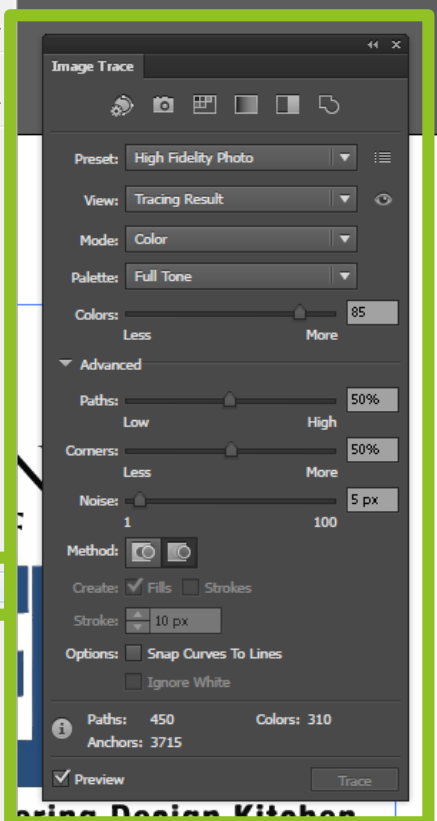 Image Trace
Preset: High Fidelity Photo
View: Tracing Result
Mode: Color
Palette: Full Tone
Colors: 85
Less More
Advanced
Paths: 50%
Low High
Corners: 50%
Less More
Noise: 5 px
1 100
Method:
Create: Fills Strokes
Stroke: 10 px
Options: Snap Curves To Lines
Ignore White
Paths: 450 Colors: 310
Anchors: 3715
Preview Trace
ering Design Kitchen